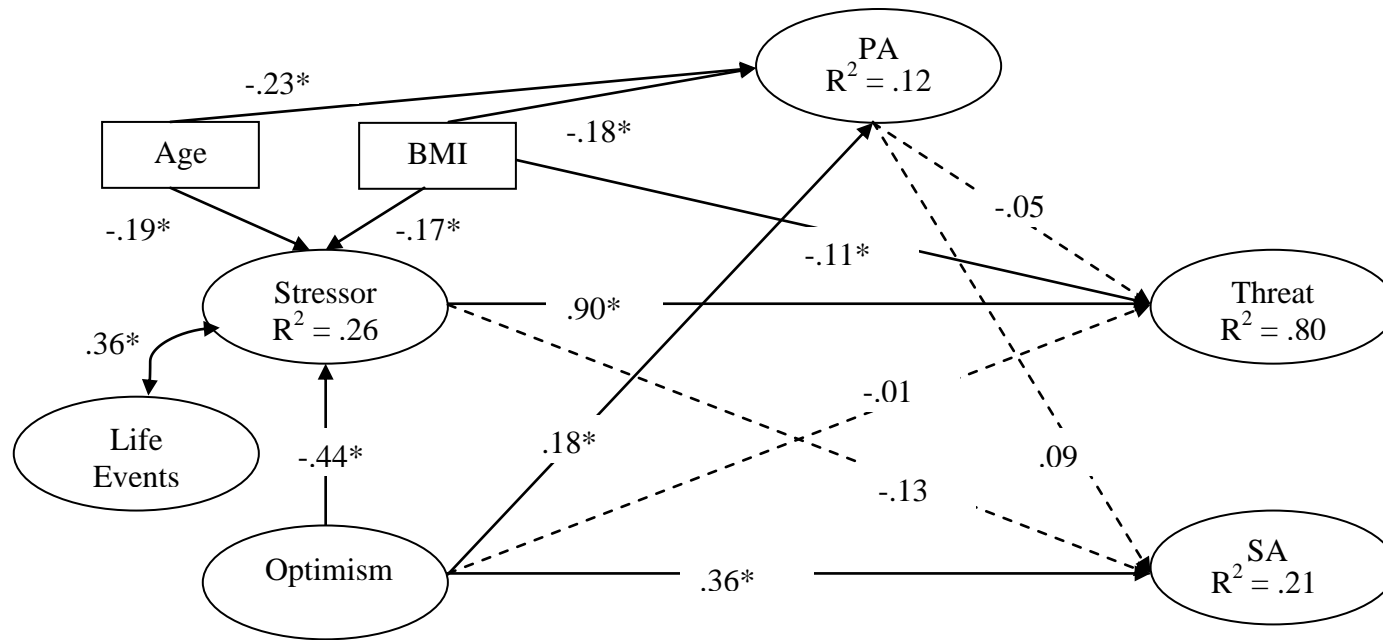 PA
R² = .12
-.23*
-.18*
Age
BMI
-.19*
-.17*
-.05
-.11*
Stressor
R² = .26
.90*
Threat
R² = .80
.36*
-.01
Life
Events
-.44*
.18*
.09
-.13
Optimism
.36*
SA
R² = .21